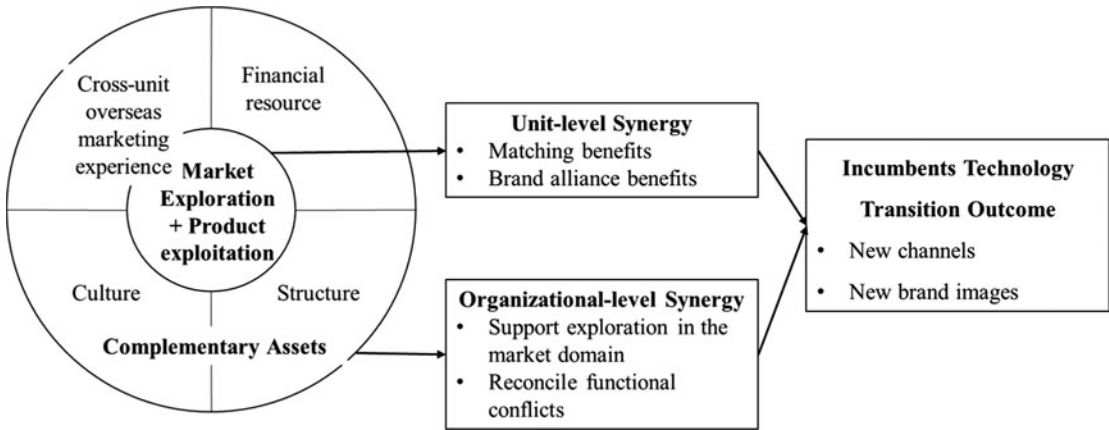 Cross-unit
overseas
marketing
experience
Financial
resource
Market
Exploration
+ Product
exploitation
Culture
Structure
Complementary Assets
Unit-level Synergy
• Matching benefits
• Brand alliance benefits
Organizational-level Synergy
• Support exploration in the
market domain
• Reconcile functional
conflicts
Incumbents Technology
Transition Outcome
• New channels
• New brand images